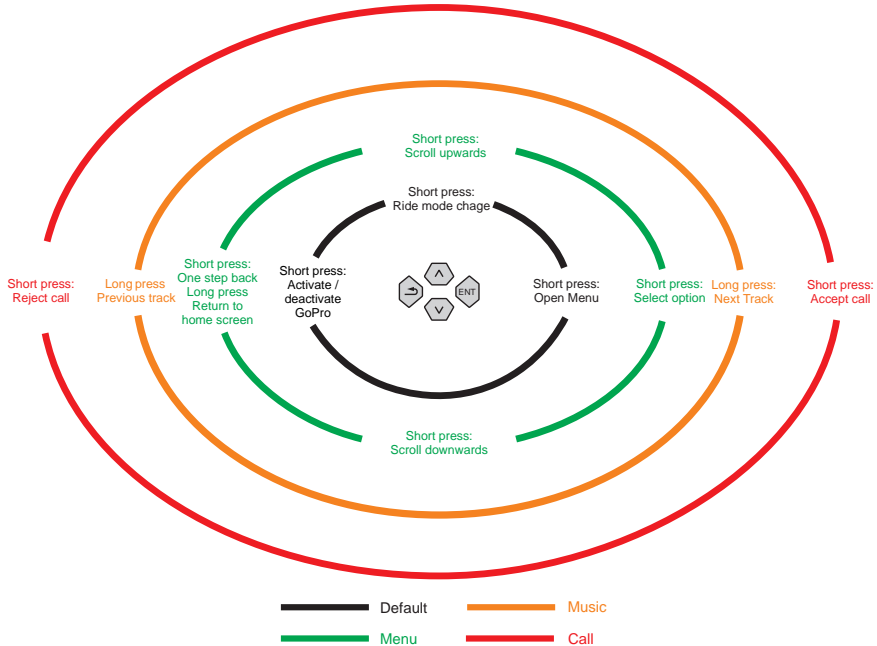 Short press:
Scroll upwards
Short press:
Ride mode chage
Short press:
Reject call
Long press
Previous track
Short press:
One step back
Long press
Return to
home screen
Short press:
Activate /
deactivate
GoPro
ENT
Short press:
Open Menu
Short press:
Select option
Long press:
Next Track
Short press:
Accept call
Short press:
Scroll downwards
Default
Music
Menu
Call